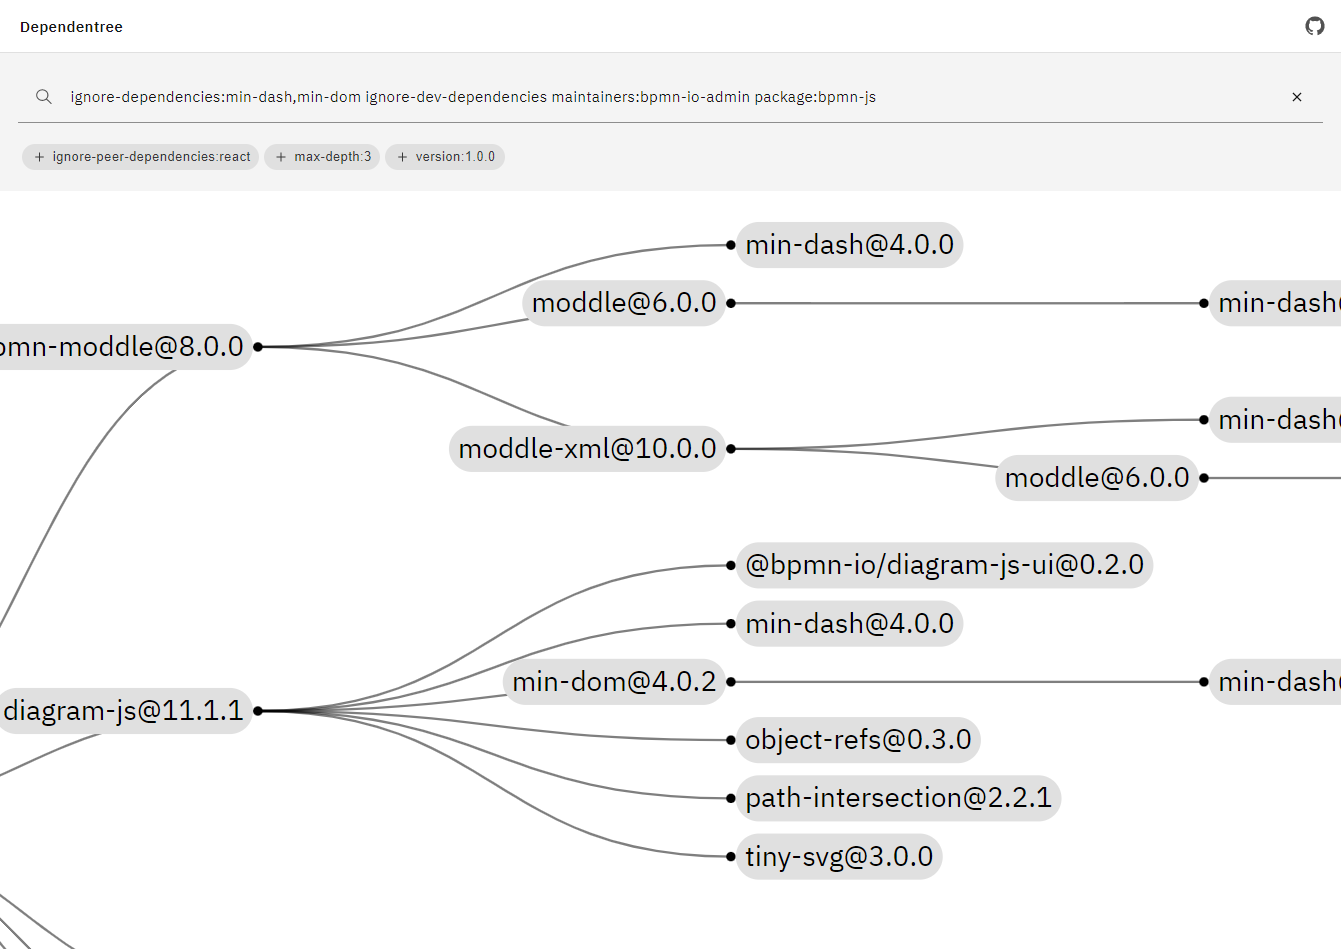 Dependentree
ignore-dependencies:min-dash,min-dom ignore-dev-dependencies maintainers:bpmn-io-admin package:bpmn-js
ignore-peer-dependencies:react
max-depth:3
version:1.0.0
min-dash@4.0.0
moddle@6.0.0
min-dash
pmn-moddle@8.0.0
min-dash
moddle-xml@10.0.0
moddle@6.0.0
@bpmn-io/diagram-js-ui@0.2.0
min-dash@4.0.0
min-dom@4.0.2
min-dash
diagram-js@11.1.1
object-refs@0.3.0
path-intersection@2.2.1
tiny-svg@3.0.0